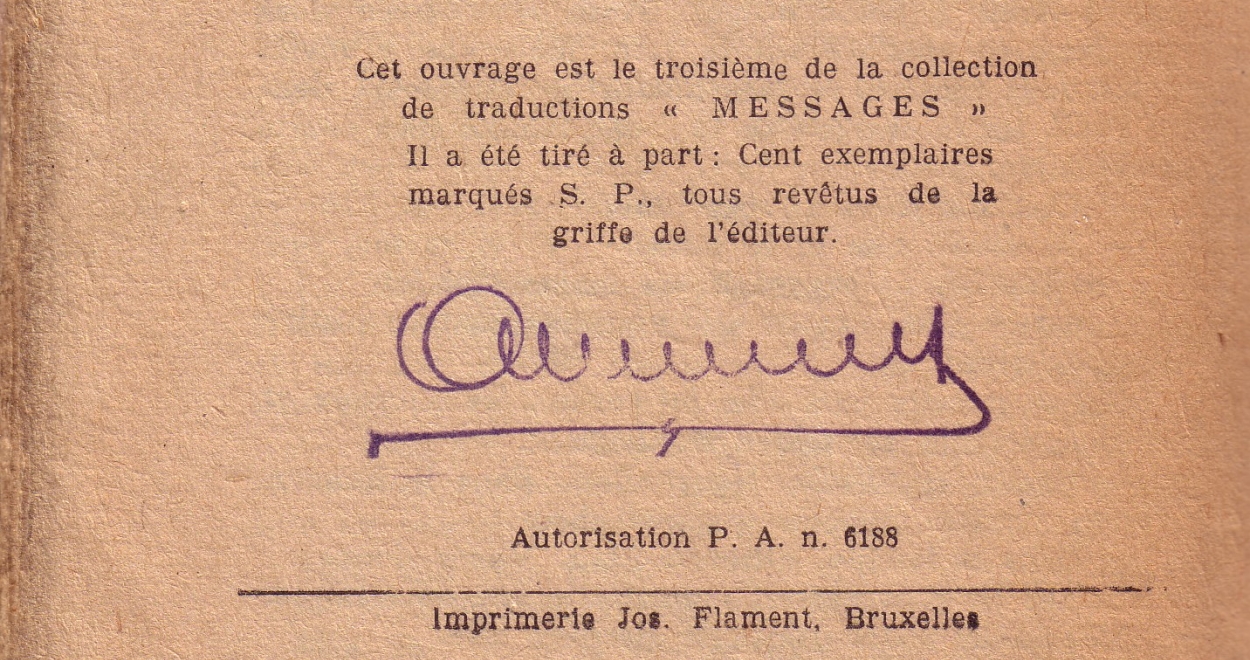 Cet ouvrage est le troisième de la collection
de traductions « MESSAGES »
Il a été tiré à part : Cent exemplaires
marqués S. P., tous revêtus de la
griffe de l'éditeur.
Autorisation P. A. n. 6188
Imprimerie Jos. Flament, Bruxelles